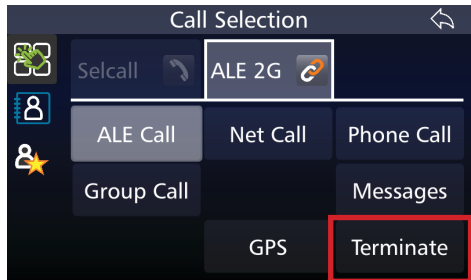 Call Selection
Selcall ALE 2G
ALE Call Net Call Phone Call
Group Call Messages
GPS Terminate